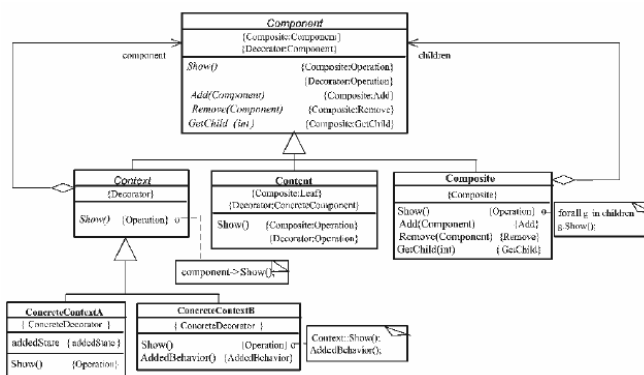 Component
{Composite:Component}
{Decorator:Component}
Show() {Composite:Operation}
{Decorator:Operation}
Add(Component) {Composite:Add}
Remove(Component) {Composite:Remove}
GetChild (int) {Composite:GetChild}
component
children
Context
{Decorator}
Show() {Operation}
Content
{Composite:Leaf}
{Decorator:ConcreteComponent}
Show() {Composite:Operation}
{Decorator:Operation}
Composite
{Composite}
Show() {Operation}
Add(Component) {Add}
Remove(Component) {Remove}
GetChild(int) {GetChild}
forall g in children
g.Show();
component->Show();
ConcreteContextA
{ ConcreteDecorator }
addedState {addedState}
Show() {Operation}
ConcreteContextB
{ ConcreteDecorator }
Show() {Operation}
AddedBehavior() {AddedBehavior}
Context::Show();
AddedBehavior();